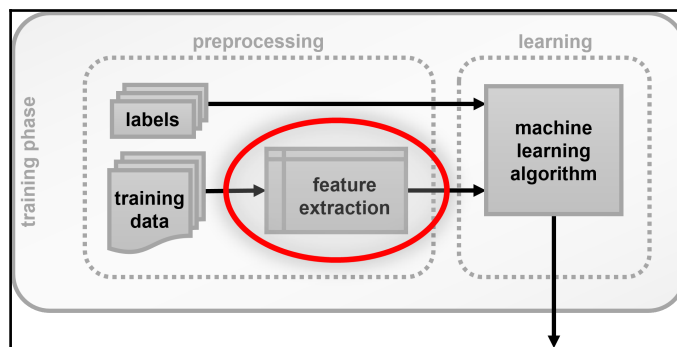 preprocessing
learning
training phase
labels
training
data
feature
extraction
machine
learning
algorithm